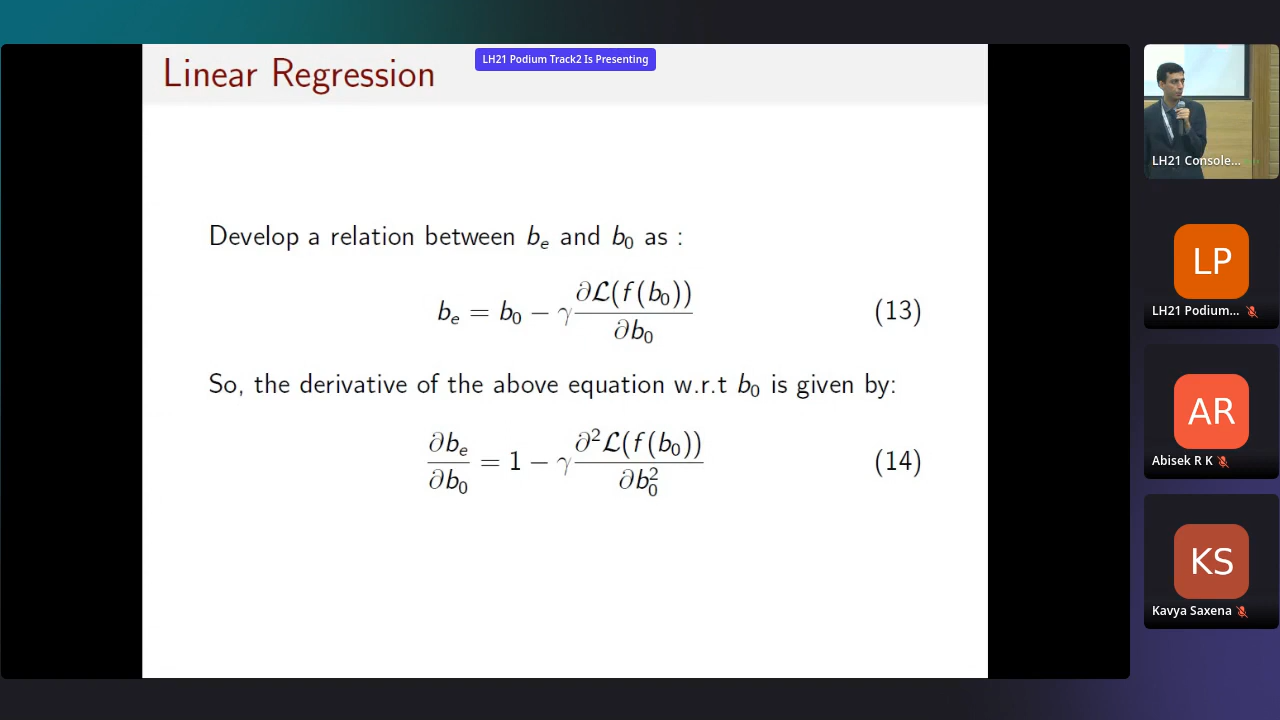 Linear Regression
LH21 Podium Track2 Is Presenting
Develop a relation between b_e and b_0 as :
b_e = b_0 − γ ∂ℒ(f(b_0)) / ∂b_0 (13)
So, the derivative of the above equation w.r.t b_0 is given by:
∂b_e / ∂b_0 = 1 − γ ∂²ℒ(f(b_0)) / ∂b_0² (14)
LH21 Console...
LP
LH21 Podium...
AR
Abisek R K
KS
Kavya Saxena